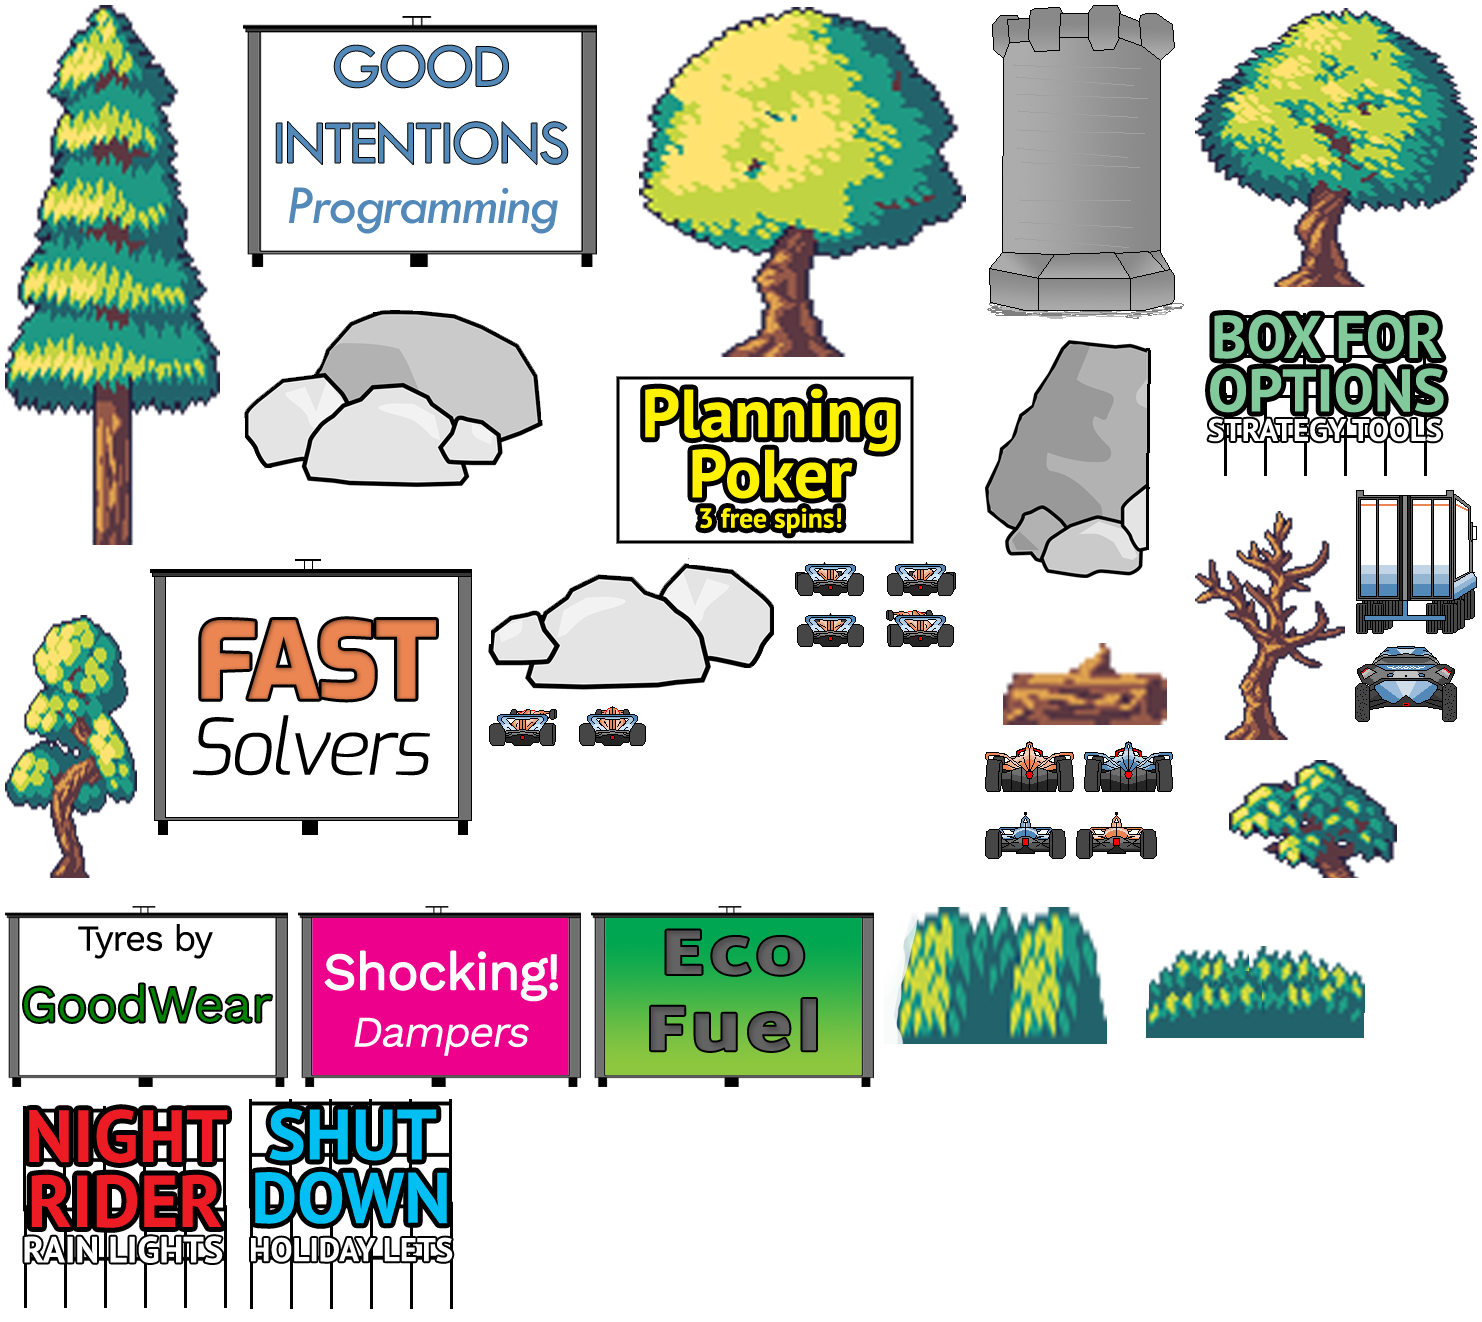 GOOD
INTENTIONS
Programming
BOX FOR
OPTIONS
STRATEGY TOOLS
Planning
Poker
3 free spins!
FAST
Solvers
Tyres by
GoodWear
Shocking!
Dampers
Eco
Fuel
NIGHT
RIDER
RAIN LIGHTS
SHUT
DOWN
HOLIDAY LETS